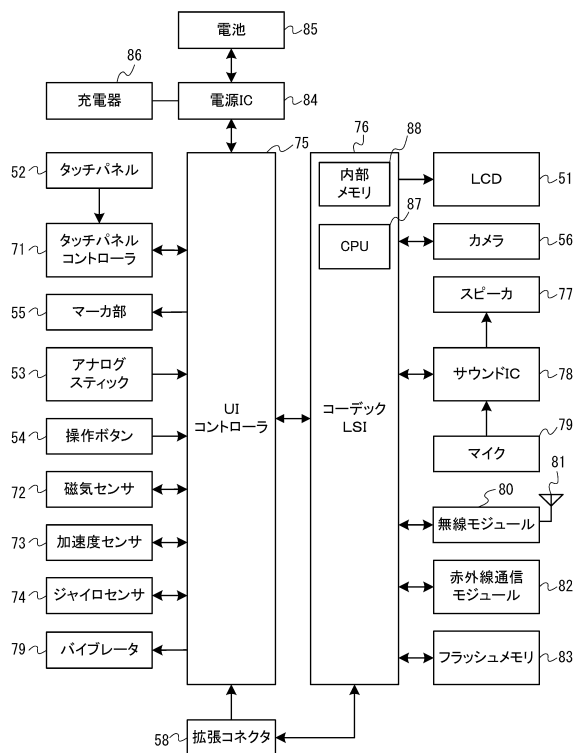 電池
85
86
充電器
電源IC
84
75
76
88
52
タッチパネル
内部
メモリ
LCD
51
87
71
タッチパネル
コントローラ
CPU
カメラ
56
55
マーカ部
スピーカ
77
53
アナログ
スティック
サウンドIC
78
UI
コントローラ
コーデック
LSI
54
操作ボタン
マイク
79
81
72
磁気センサ
80
無線モジュール
73
加速度センサ
74
ジャイロセンサ
赤外線通信
モジュール
82
79
バイブレータ
フラッシュメモリ
83
58
拡張コネクタ